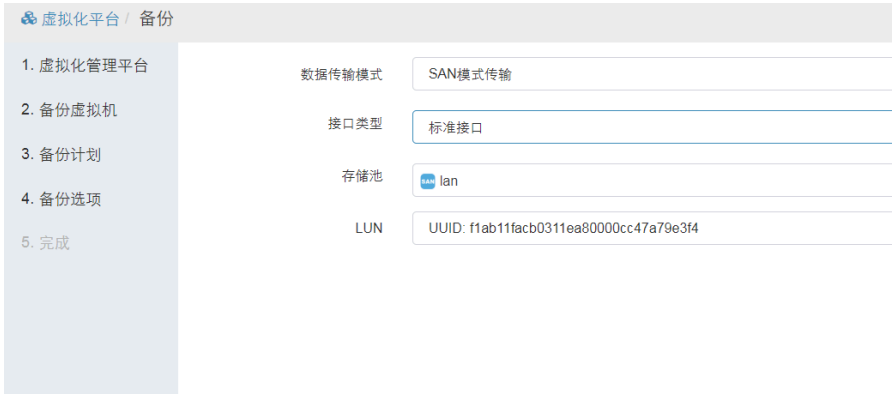 虚拟化平台 / 备份
1. 虚拟化管理平台
2. 备份虚拟机
3. 备份计划
4. 备份选项
5. 完成
数据传输模式 SAN模式传输
接口类型 标准接口
存储池 SAN lan
LUN UUID: f1ab11facb0311ea80000cc47a79e3f4